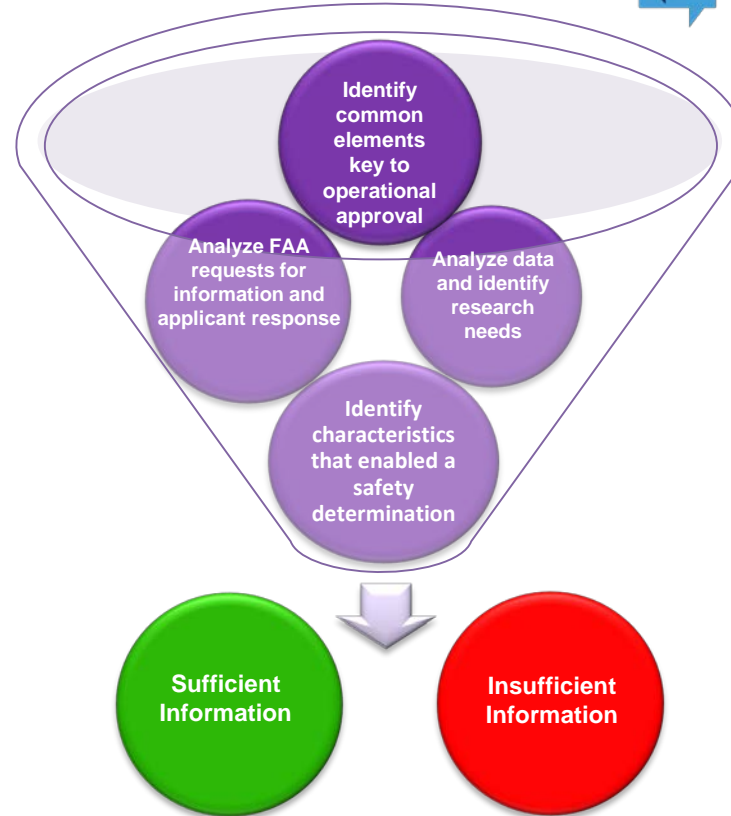 Identify
common
elements
key to
operational
approval
Analyze FAA
requests for
information and
applicant response
Analyze data
and identify
research
needs
Identify
characteristics
that enabled a
safety
determination
Sufficient
Information
Insufficient
Information